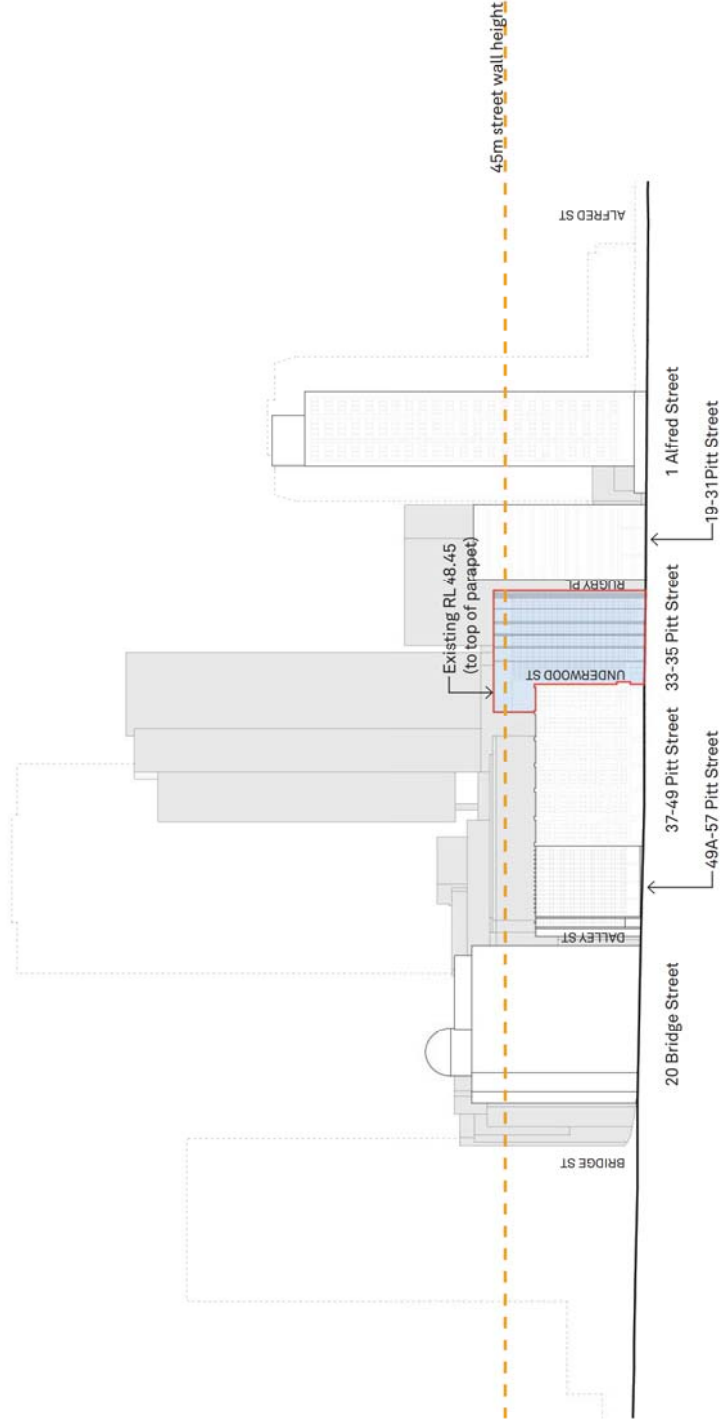 45m street wall height
Existing RL 48.45
(to top of parapet)
BRIDGE ST
DALLEY ST
UNDERWOOD ST
RUGBY PL
ALFRED ST
20 Bridge Street
37-49 Pitt Street
33-35 Pitt Street
1 Alfred Street
49A-57 Pitt Street
19-31 Pitt Street